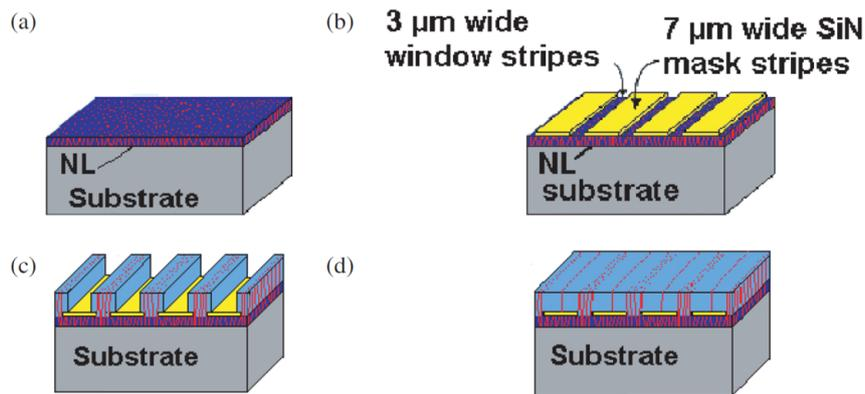 (a)
NL
Substrate
(b)
3 μm wide
window stripes
7 μm wide SiN
mask stripes
NL
substrate
(c)
Substrate
(d)
Substrate